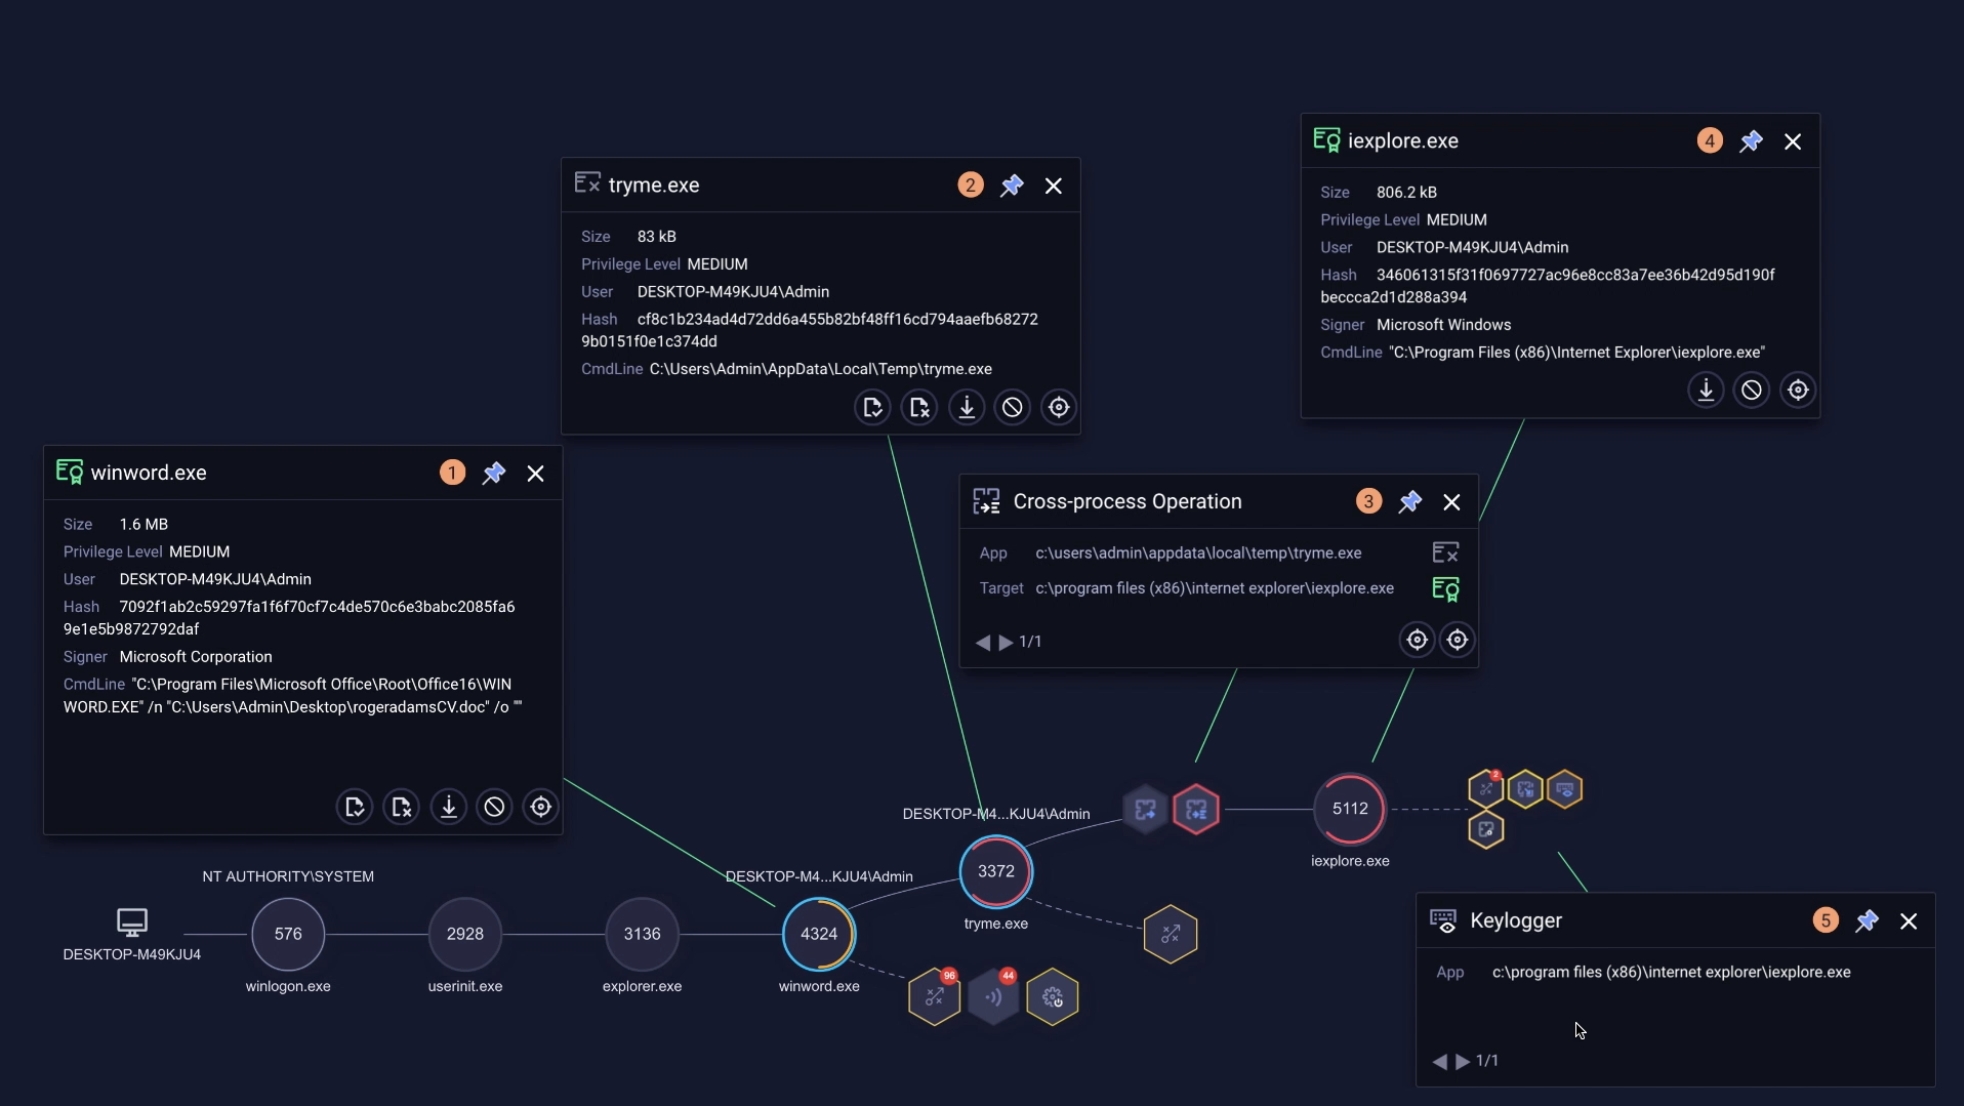 iexplore.exe 4
Size 806.2 kB
Privilege Level MEDIUM
User DESKTOP-M49KJU4\Admin
Hash 346061315f31f0697727ac96e8cc83a7ee36b42d95d190f
beccca2d1d288a394
Signer Microsoft Windows
CmdLine "C:\Program Files (x86)\Internet Explorer\iexplore.exe"
tryme.exe 2
Size 83 kB
Privilege Level MEDIUM
User DESKTOP-M49KJU4\Admin
Hash cf8c1b234ad4d72dd6a455b82bf48ff16cd794aaefb68272
9b0151f0e1c374dd
CmdLine C:\Users\Admin\AppData\Local\Temp\tryme.exe
winword.exe 1
Size 1.6 MB
Privilege Level MEDIUM
User DESKTOP-M49KJU4\Admin
Hash 7092f1ab2c59297fa1f6f70cf7c4de570c6e3babc2085fa6
9e1e5b9872792daf
Signer Microsoft Corporation
CmdLine "C:\Program Files\Microsoft Office\Root\Office16\WIN
WORD.EXE" /n "C:\Users\Admin\Desktop\rogeradamsCV.doc" /o ""
Cross-process Operation 3
App c:\users\admin\appdata\local\temp\tryme.exe
Target c:\program files (x86)\internet explorer\iexplore.exe
1/1
DESKTOP-M4...KJU4\Admin
3372
tryme.exe
5112
iexplore.exe
2
NT AUTHORITY\SYSTEM
DESKTOP-M4...KJU4\Admin
DESKTOP-M49KJU4
576
winlogon.exe
2928
userinit.exe
3136
explorer.exe
4324
winword.exe
96
44
Keylogger 5
App c:\program files (x86)\internet explorer\iexplore.exe
1/1